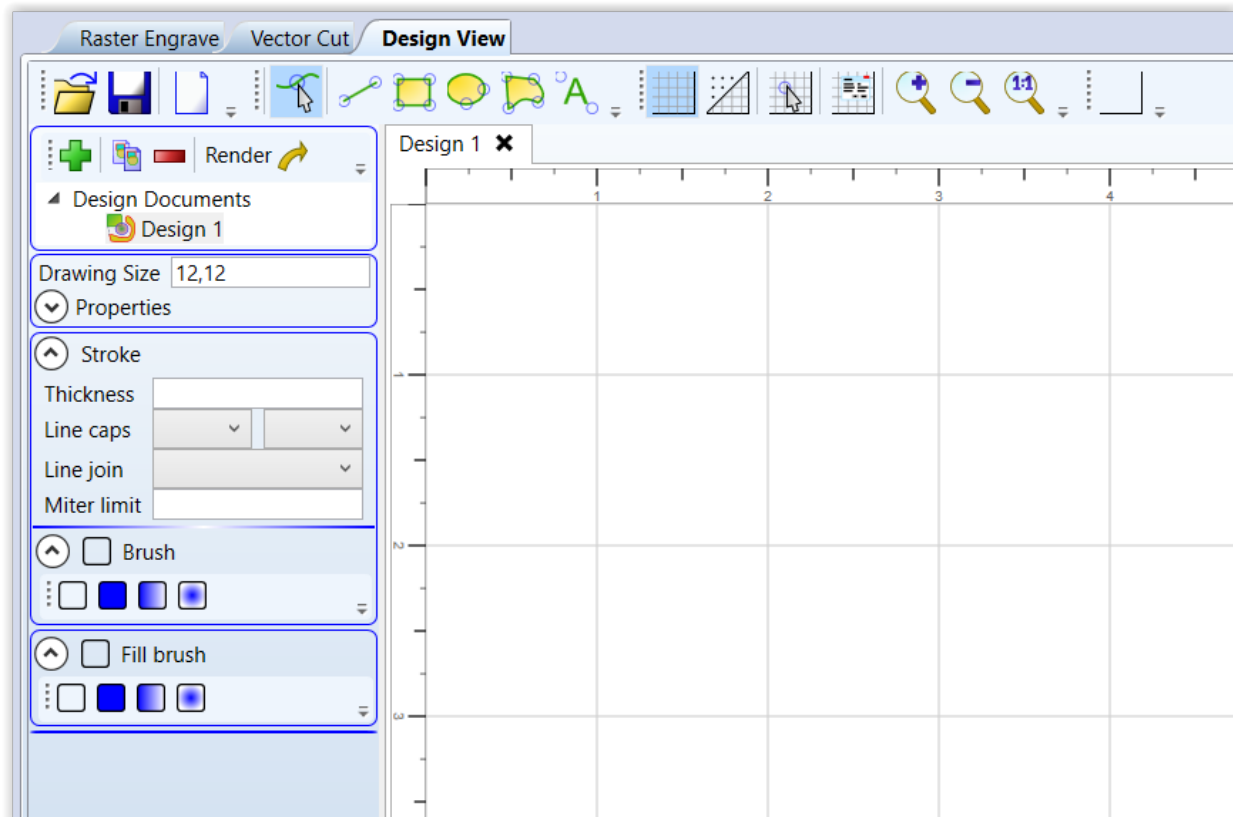 Raster Engrave Vector Cut Design View
A 1:1
Render
Design 1
Design Documents
Design 1
1 2 3 4
Drawing Size 12,12
Properties
Stroke
Thickness
1
Line caps
Line join
Miter limit
2
Brush
Fill brush
3